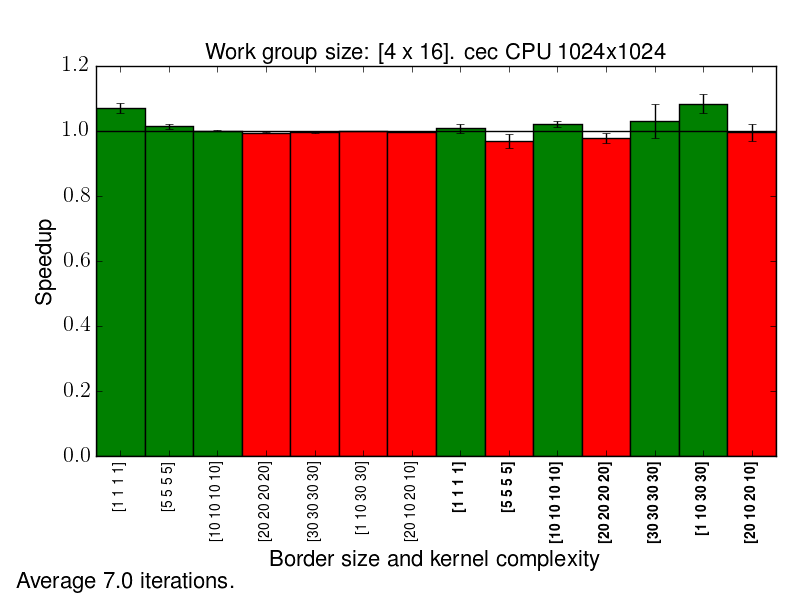 Work group size: [4 x 16]. cec CPU 1024x1024
1.2
1.0
0.8
0.6
0.4
0.2
0.0
Speedup
[1 1 1 1]
[5 5 5 5]
[10 10 10 10]
[20 20 20 20]
[30 30 30 30]
[1 10 30 30]
[20 10 20 10]
[1 1 1 1]
[5 5 5 5]
[10 10 10 10]
[20 20 20 20]
[30 30 30 30]
[1 10 30 30]
[20 10 20 10]
Border size and kernel complexity
Average 7.0 iterations.